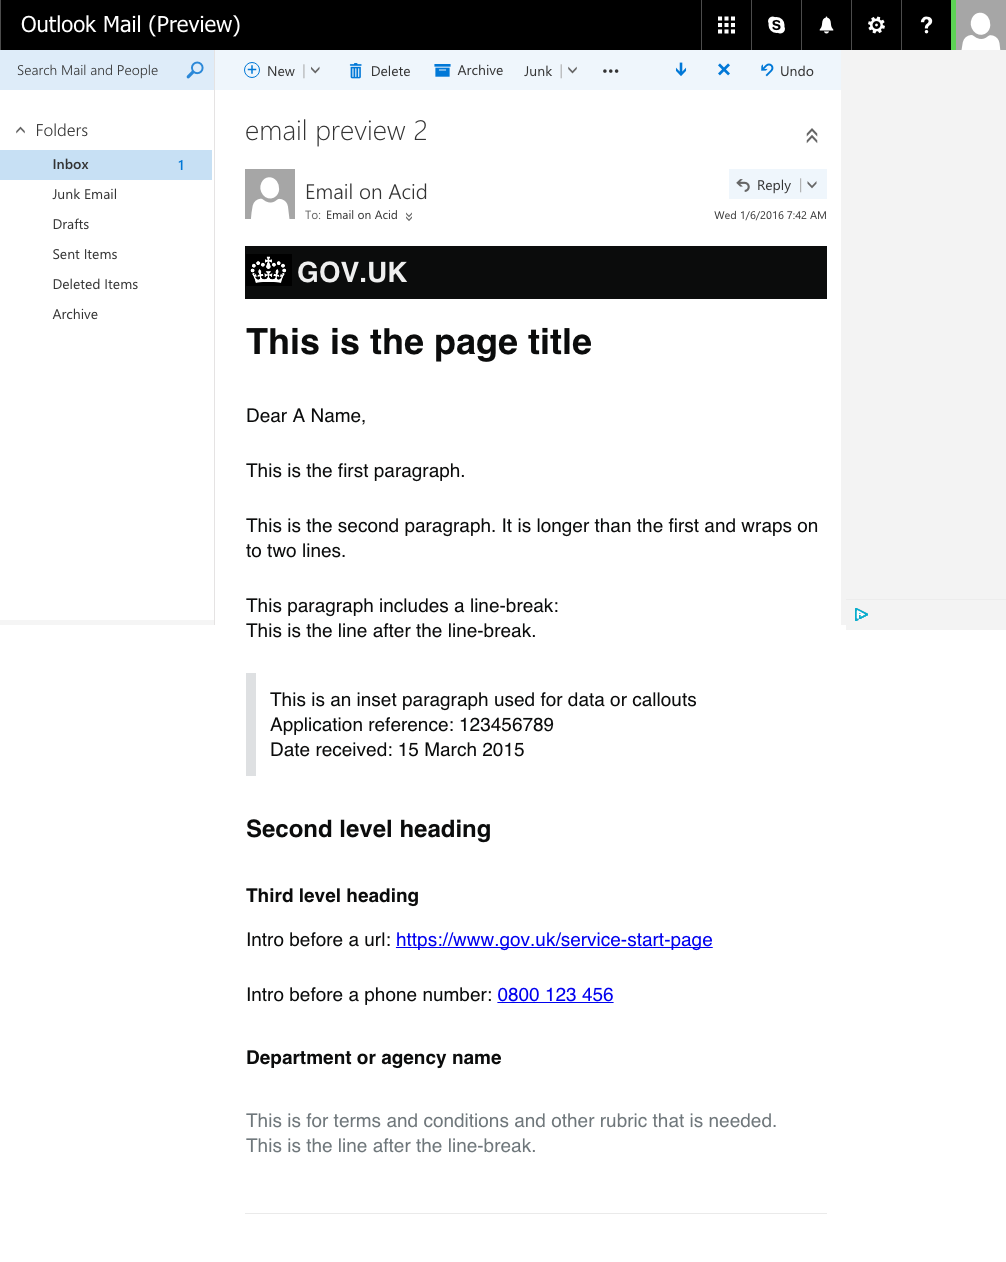 Outlook Mail (Preview)
Search Mail and People
New Delete Archive Junk ••• Undo
Folders
Inbox 1
Junk Email
Drafts
Sent Items
Deleted Items
Archive
email preview 2
Email on Acid
To: Email on Acid
Reply
Wed 1/6/2016 7:42 AM
GOV.UK
This is the page title
Dear A Name,
This is the first paragraph.
This is the second paragraph. It is longer than the first and wraps on
to two lines.
This paragraph includes a line-break:
This is the line after the line-break.
This is an inset paragraph used for data or callouts
Application reference: 123456789
Date received: 15 March 2015
Second level heading
Third level heading
Intro before a url: https://www.gov.uk/service-start-page
Intro before a phone number: 0800 123 456
Department or agency name
This is for terms and conditions and other rubric that is needed.
This is the line after the line-break.